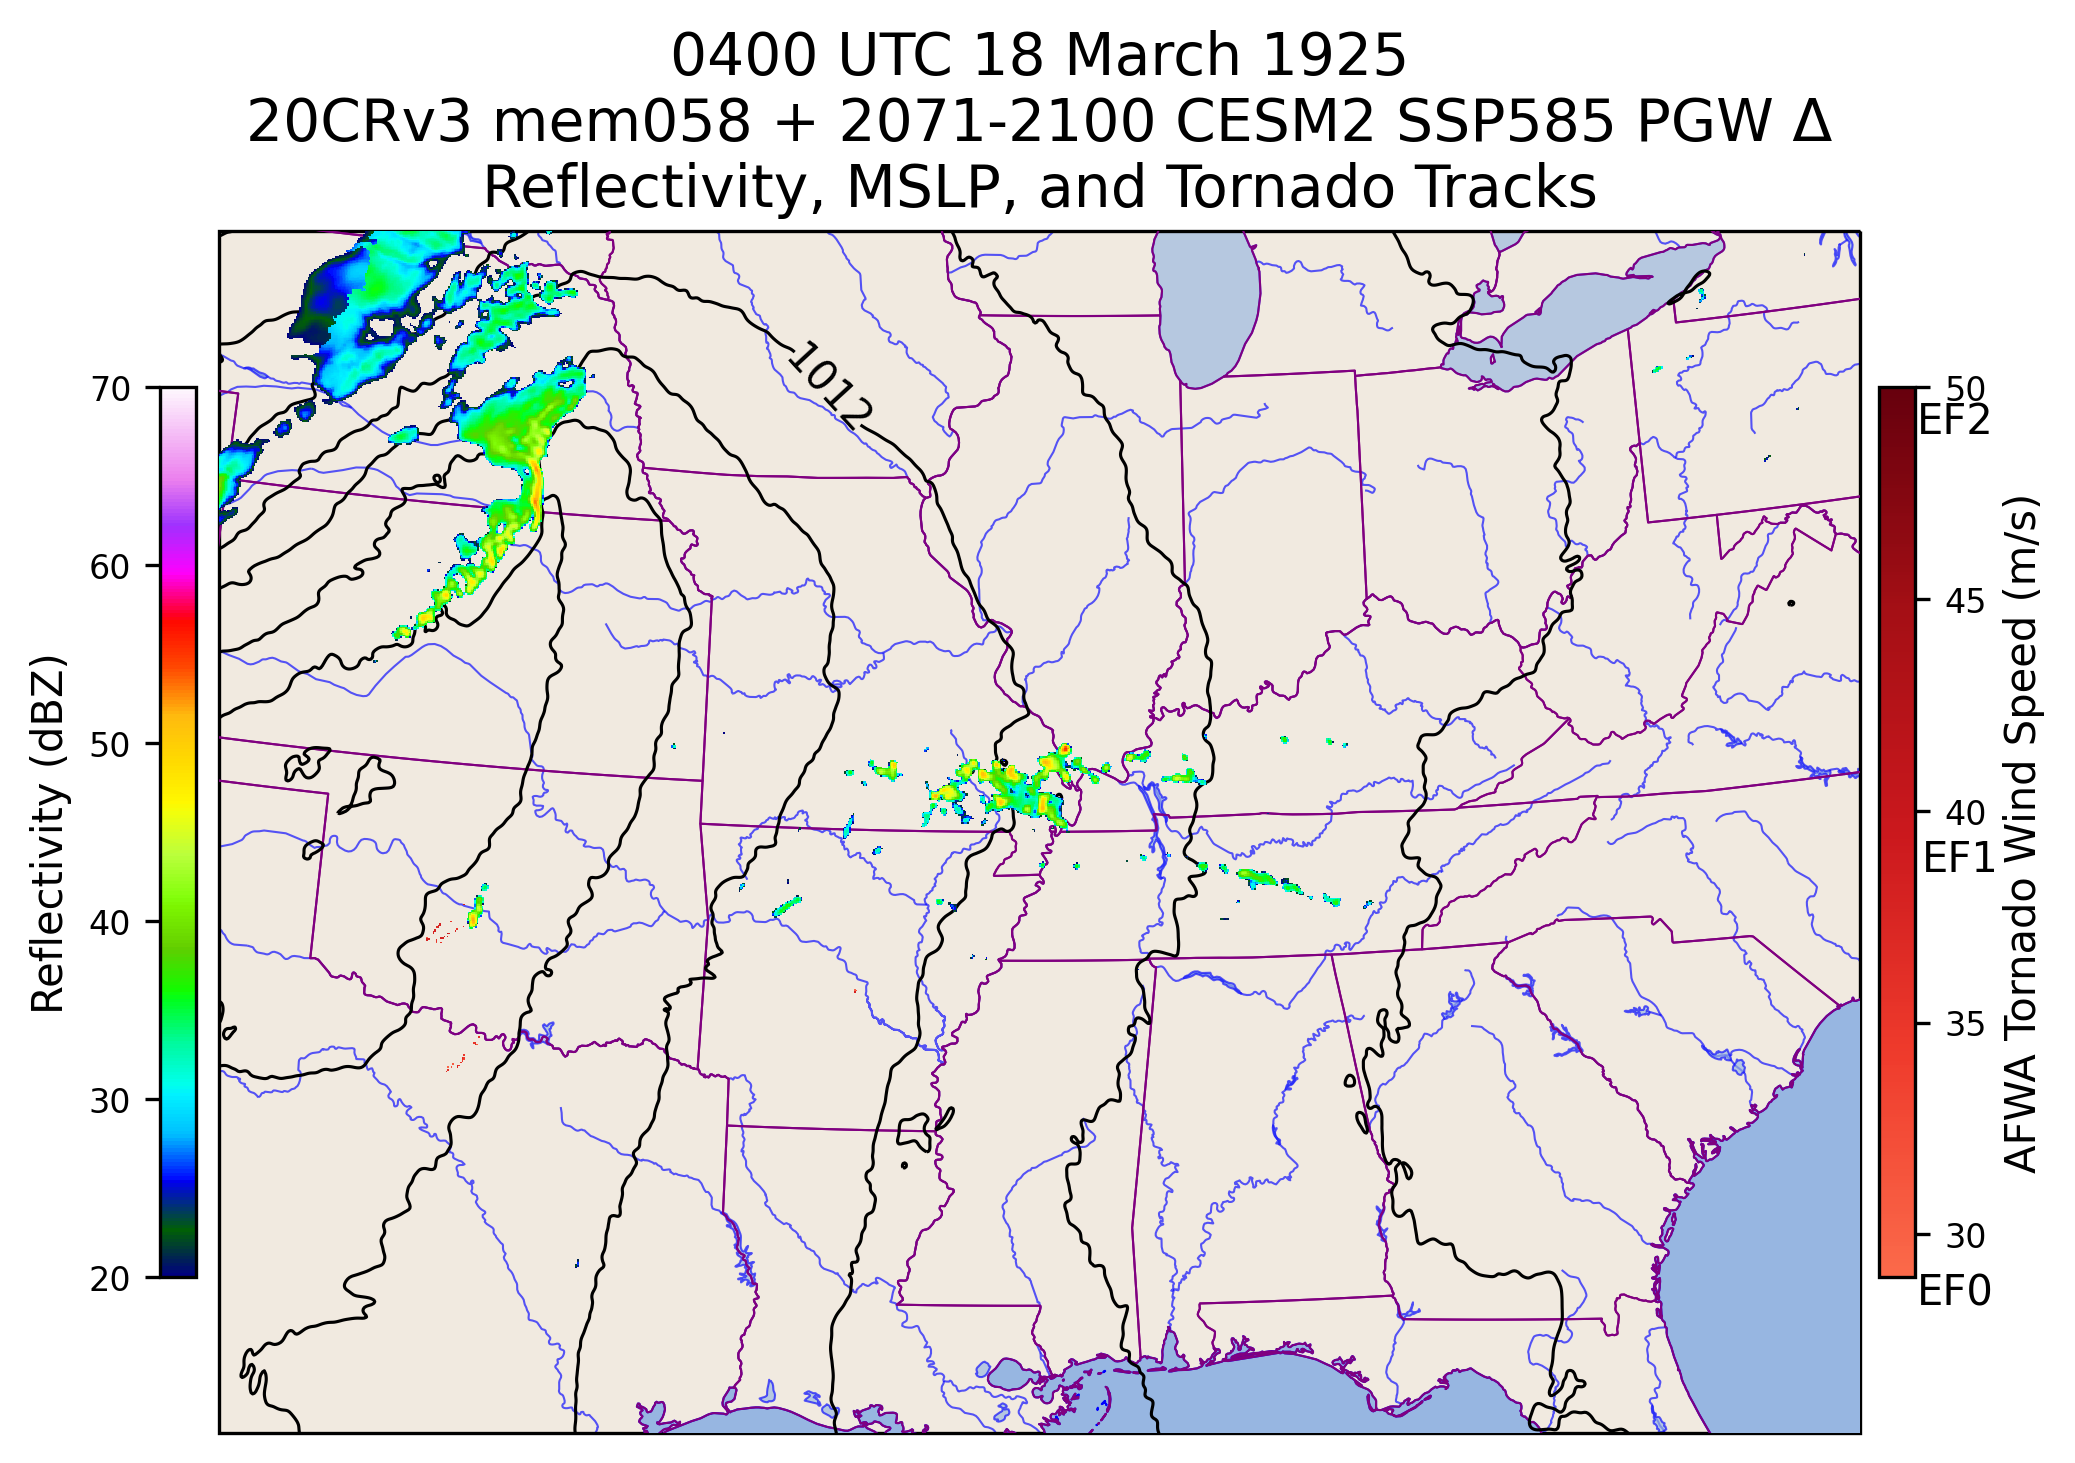 0400 UTC 18 March 1925
20CRv3 mem058 + 2071-2100 CESM2 SSP585 PGW Δ
Reflectivity, MSLP, and Tornado Tracks
1012
70
60
50
40
30
20
Reflectivity (dBZ)
50
EF2
45
40
EF1
35
30
EF0
AFWA Tornado Wind Speed (m/s)